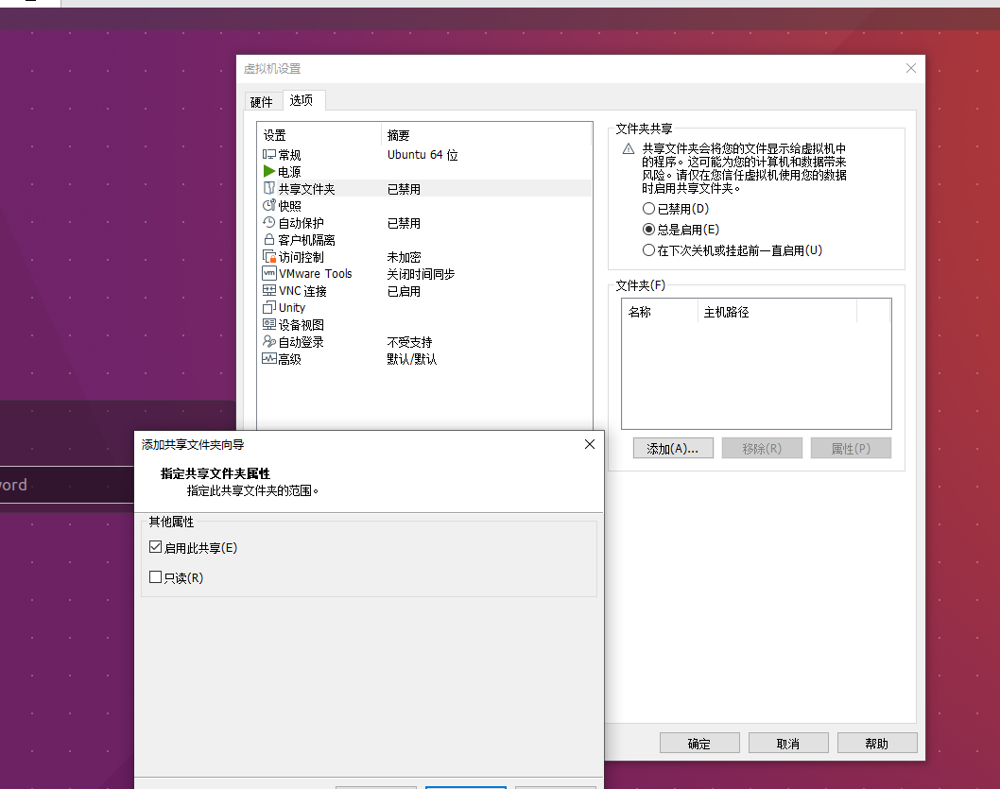 虚拟机设置
硬件 选项
设置 摘要
常规 Ubuntu 64 位
电源
共享文件夹 已禁用
快照
自动保护 已禁用
客户机隔离
访问控制 未加密
VMware Tools 关闭时间同步
VNC 连接 已启用
Unity
设备视图
自动登录 不受支持
高级 默认/默认
文件夹共享
共享文件夹会将您的文件显示给虚拟机中
的程序。这可能为您的计算机和数据带来
风险。请仅在您信任虚拟机使用您的数据
时启用共享文件夹。
已禁用(D)
总是启用(E)
在下次关机或挂起前一直启用(U)
文件夹(F)
名称 主机路径
添加(A)... 移除(R) 属性(P)
确定 取消 帮助
添加共享文件夹向导
指定共享文件夹属性
指定此共享文件夹的范围。
其他属性
启用此共享(E)
只读(R)
vm